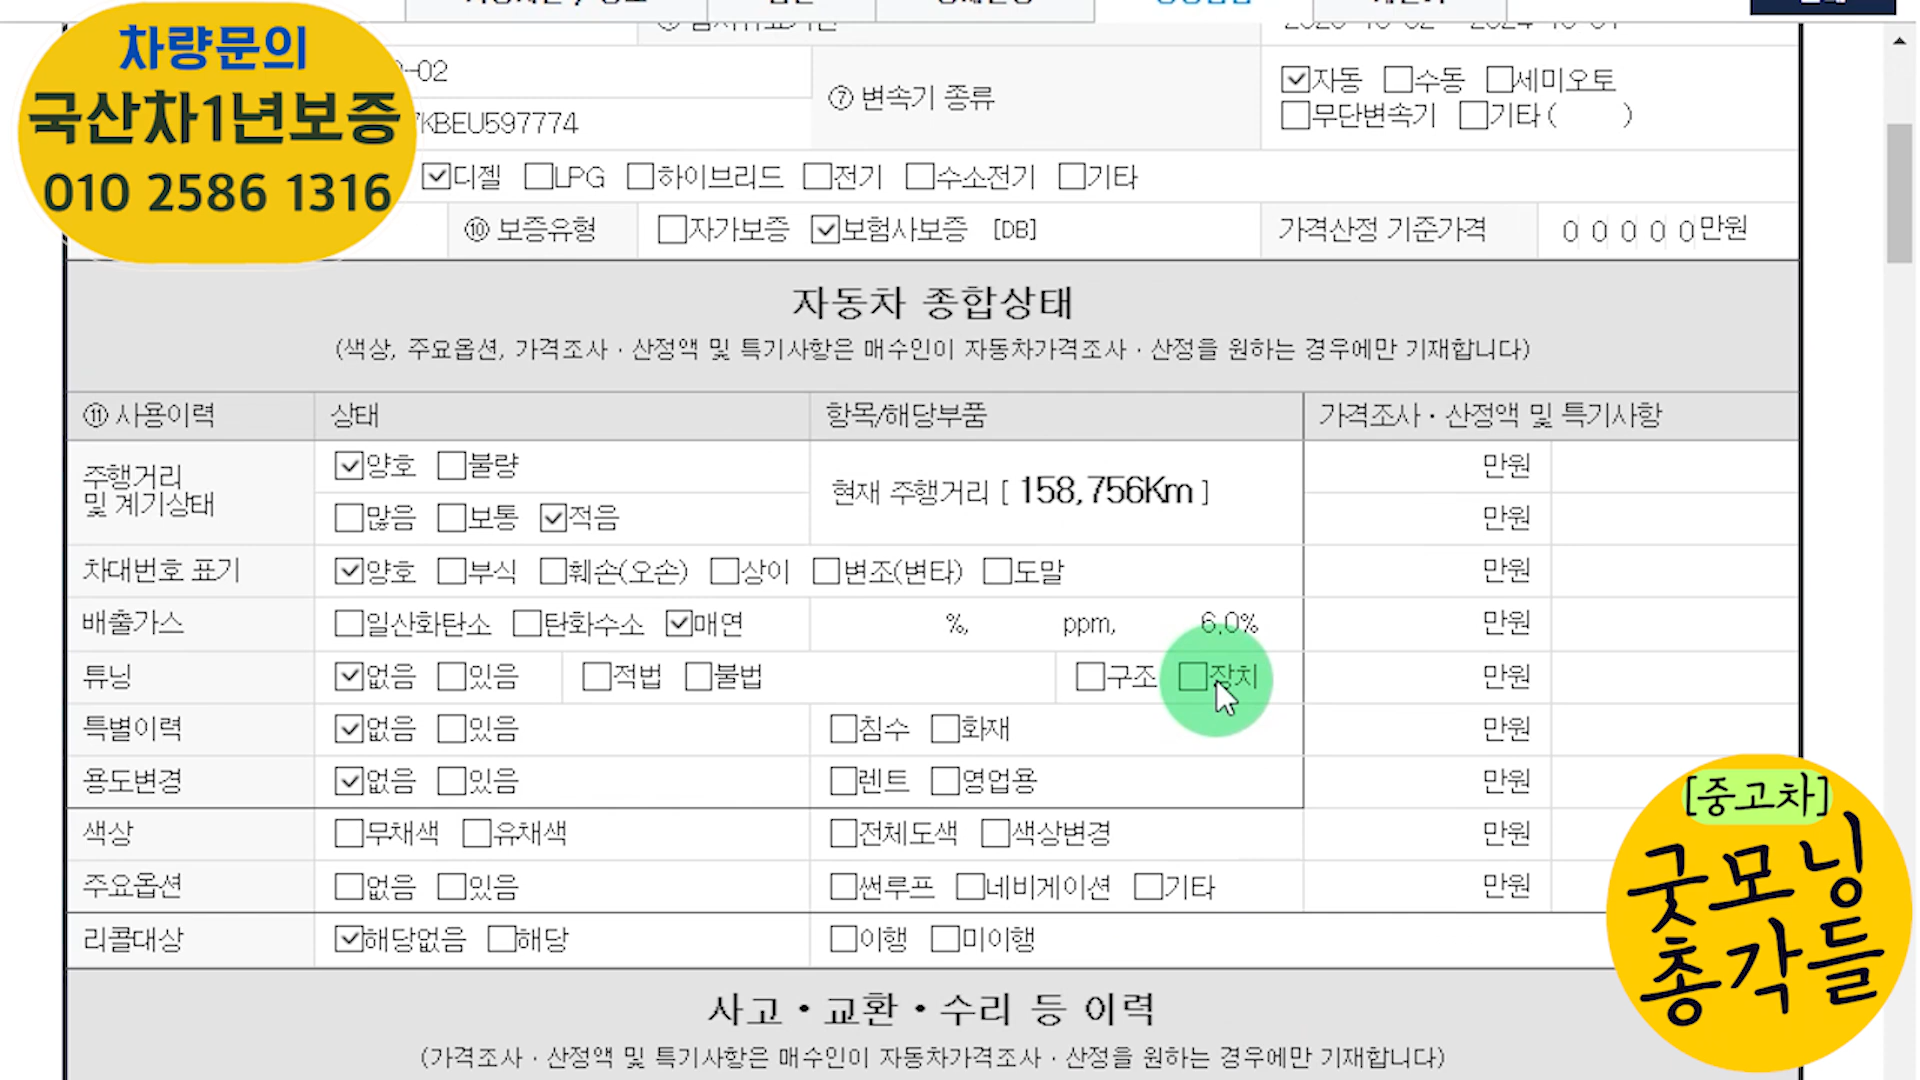 차량문의
국산차1년보증
010 2586 1316
-02
⑦ 변속기 종류
자동 수동 세미오토
무단변속기 기타 ( )
KBEU597774
디젤 LPG 하이브리드 전기 수소전기 기타
⑩ 보증유형 자가보증 보험사보증 [DB] 가격산정 기준가격 0 0 0 0 0 만원
자동차 종합상태
(색상, 주요옵션, 가격조사 · 산정액 및 특기사항은 매수인이 자동차가격조사 · 산정을 원하는 경우에만 기재합니다)
⑪ 사용이력 상태 항목/해당부품 가격조사 · 산정액 및 특기사항
주행거리
및 계기상태
양호 불량 만원
현재 주행거리 [ 158,756Km ]
많음 보통 적음 만원
차대번호 표기 양호 부식 훼손(오손) 상이 변조(변타) 도말 만원
배출가스 일산화탄소 탄화수소 매연 %, ppm, 6.0% 만원
튜닝 없음 있음 적법 불법 구조 장치 만원
특별이력 없음 있음 침수 화재 만원
용도변경 없음 있음 렌트 영업용 만원
색상 무채색 유채색 전체도색 색상변경 만원
주요옵션 없음 있음 썬루프 네비게이션 기타 만원
리콜대상 해당없음 해당 이행 미이행
[중고차]
굿모닝
총각들
사고 · 교환 · 수리 등 이력
(가격조사 · 산정액 및 특기사항은 매수인이 자동차가격조사 · 산정을 원하는 경우에만 기재합니다)